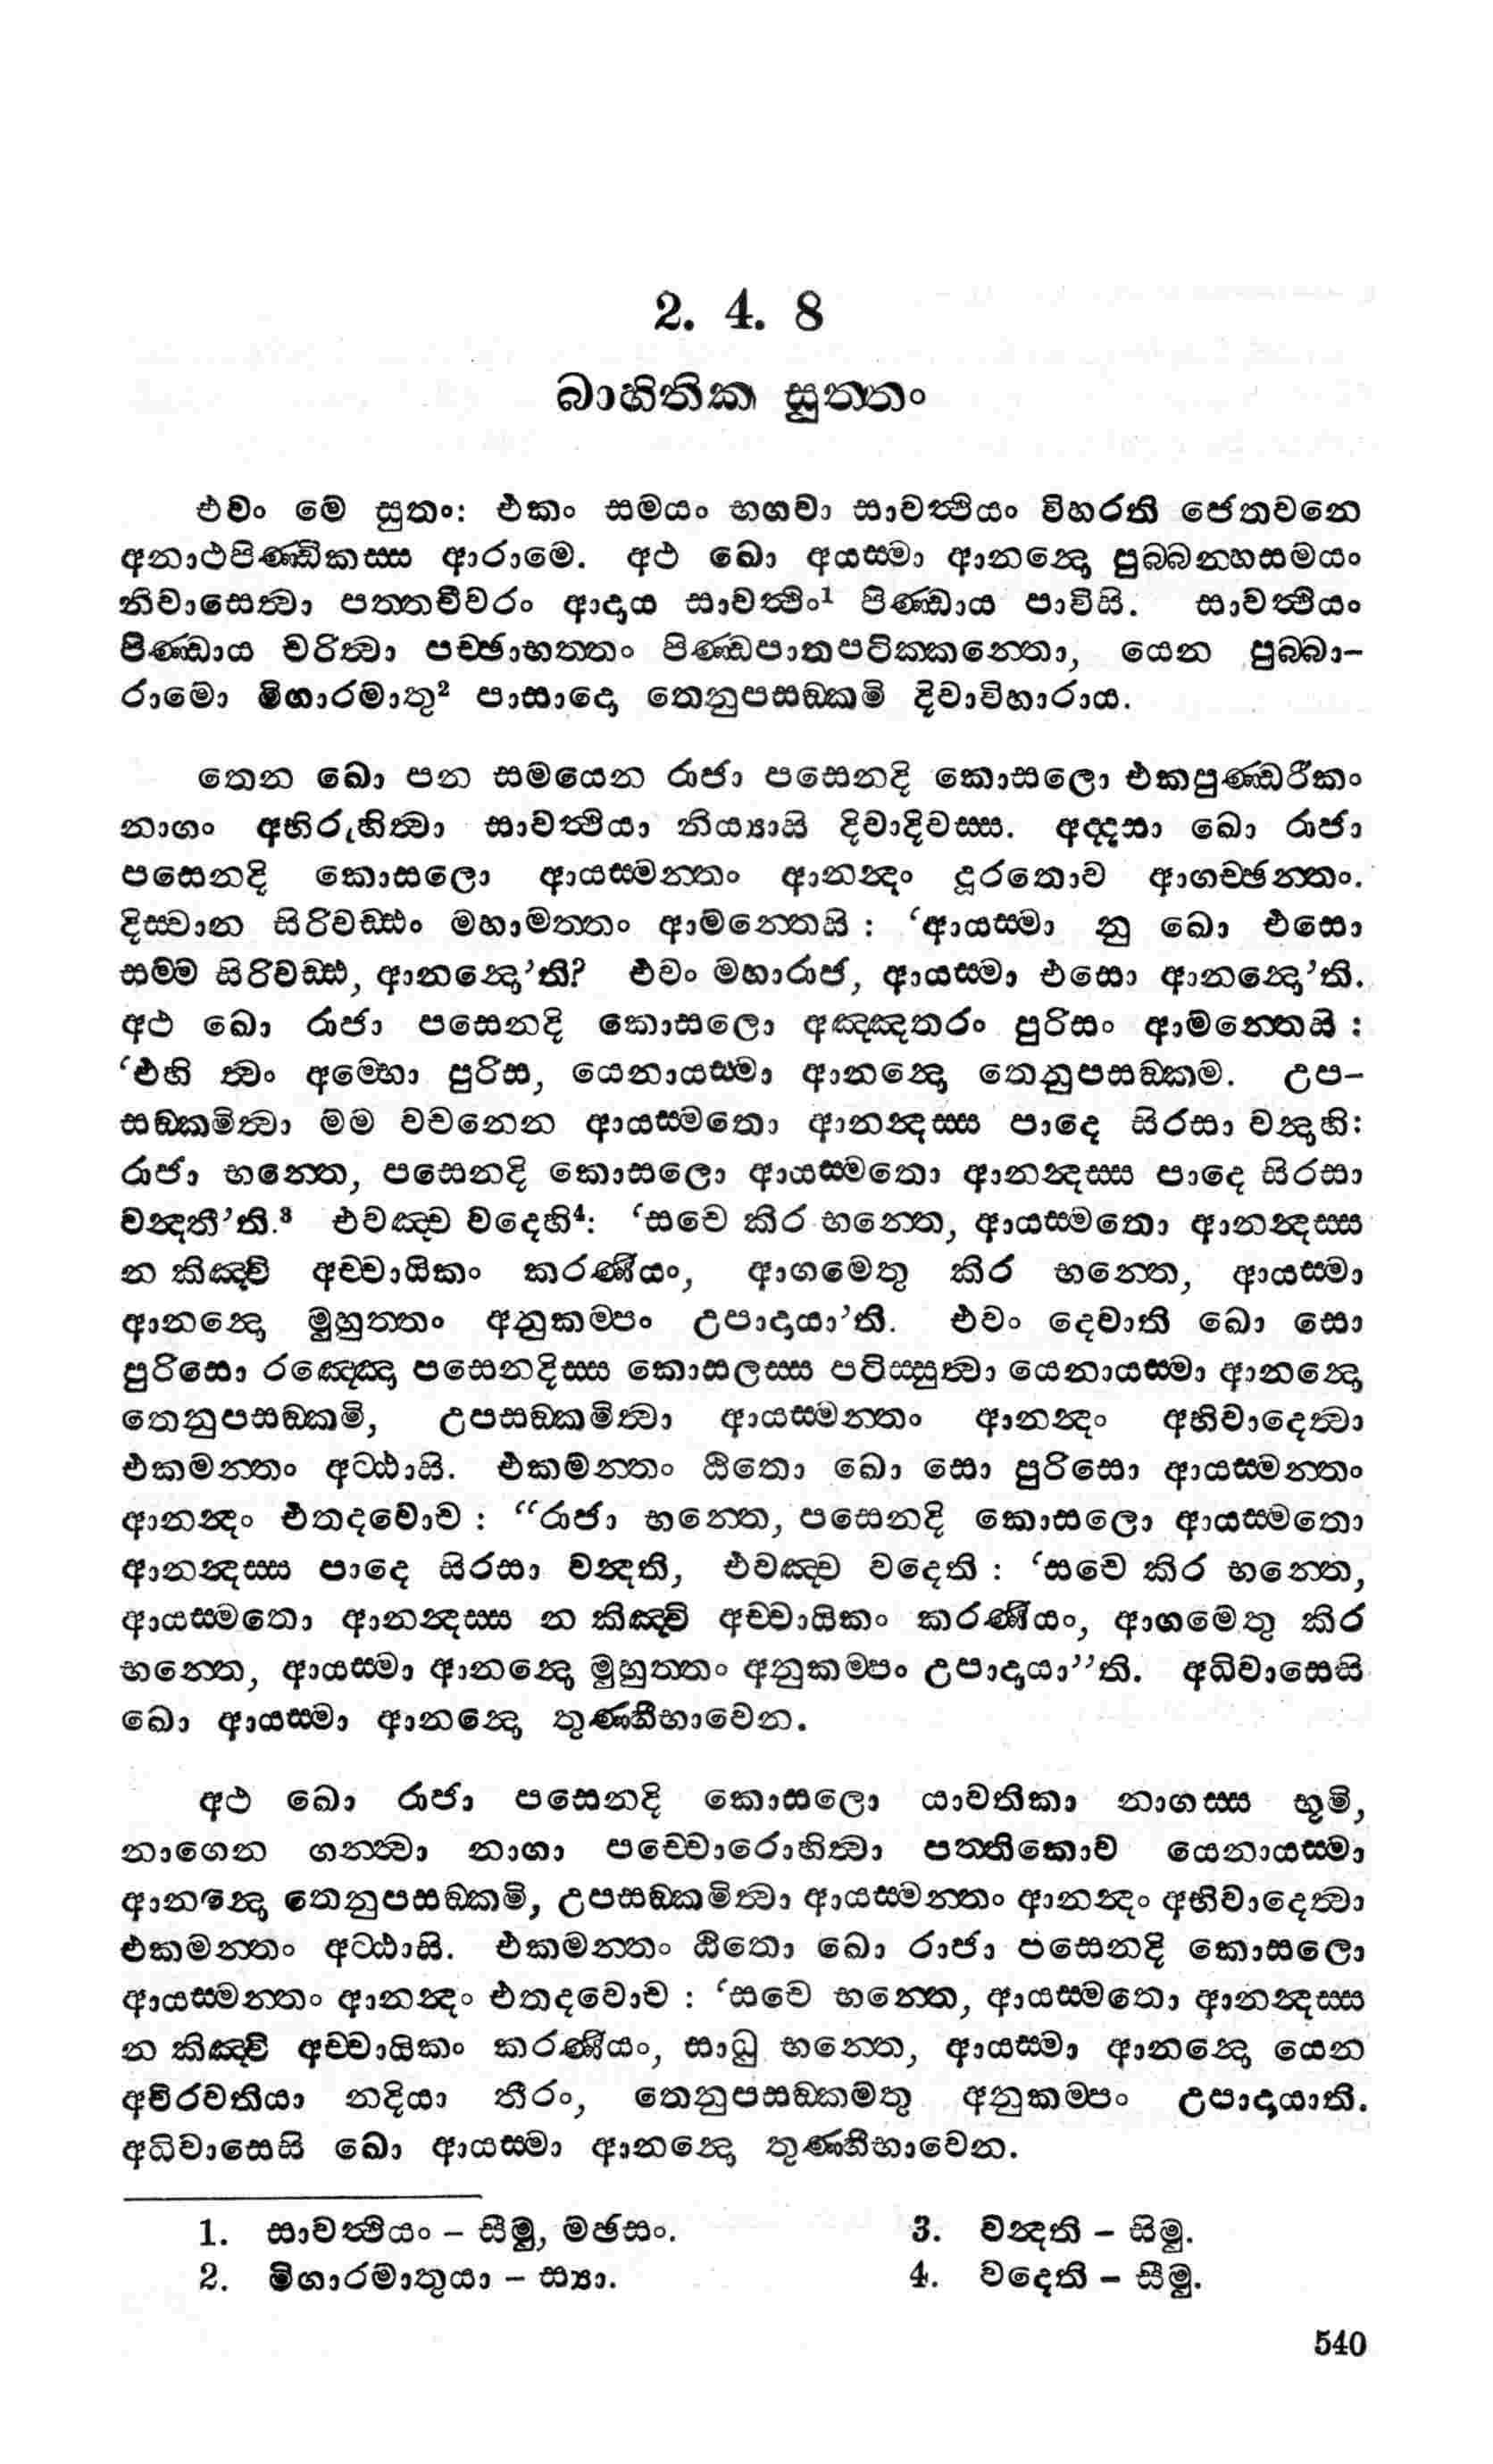 2. 4. 8
බාහිතික සුත්තං
එවං මේ සුතං: එකං සමයං භගවා සාවත්‍ථියං විහරති ජෙතවනෙ
අනාථපිණ්ඩිකස්ස ආරාමෙ. අථ ඛො අයස්මා ආනන්‍දො පුබ්බනහසමයං
නිවාසෙත්‍වා පත්තචීවරං ආදාය සාවත්‍ථිං¹ පිණ්ඩාය පාවිසි. සාවත්‍ථියං
පිණ්ඩාය චරිත්‍වා පච්ඡාභත්තං පිණ්ඩපාතපටික්කන්තො, යෙන පුබ්බා-
රාමො මිගාරමාතු² පාසාදො තෙනුපසඞ්කමි දිවාවිහාරාය.
තෙන ඛො පන සමයෙන රාජා පසෙනදි කොසලො එකපුණ්ඩරීකං
නාගං අභිරුහිත්‍වා සාවත්‍ථියා නිය්‍යාසි දිවාදිවස්ස. අද්දසා ඛො රාජා
පසෙනදි කොසලො ආයස්මන්තං ආනන්‍දං දූරතොව ආගච්ඡන්තං.
දිස්වාන සිරිවඩ්ඪං මහාමත්තං ආමන්තෙසි : ‘ආයස්මා නු ඛො එසො
සම්ම සිරිවඩ්ඪ, ආනන්‍දො’ති? එවං මහාරාජ, ආයස්මා එසො ආනන්‍දො’ති.
අථ ඛො රාජා පසෙනදි කොසලො අඤ්ඤතරං පුරිසං ආමන්තෙසි :
‘එහි ත්‍වං අම්භො පුරිස, යෙනායස්මා ආනන්‍දො තෙනුපසඞ්කම. උප-
සඞ්කමිත්‍වා මම වචනෙන ආයස්මතො ආනන්‍දස්ස පාදෙ සිරසා වන්‍දාහි:
රාජා භන්තෙ, පසෙනදි කොසලො ආයස්මතො ආනන්‍දස්ස පාදෙ සිරසා
වන්‍දතී’ති.³ එවඤ්ච වදෙහි⁴: ‘සචෙ කිර භන්තෙ, ආයස්මතො ආනන්‍දස්ස
න කිඤ්චි අච්චායිකං කරණීයං, ආගමෙතු කිර භන්තෙ, ආයස්මා
ආනන්‍දො මුහුත්තං අනුකම්පං උපාදායා’ති. එවං දෙවාති ඛො සො
පුරිසො රඤ්ඤො පසෙනදිස්ස කොසලස්ස පටිස්සුත්‍වා යෙනායස්මා ආනන්‍දො
තෙනුපසඞ්කමි, උපසඞ්කමිත්‍වා ආයස්මන්තං ආනන්‍දං අභිවාදෙත්‍වා
එකමන්තං අට්ඨාසි. එකමන්තං ඨිතො ඛො සො පුරිසො ආයස්මන්තං
ආනන්‍දං එතදවොච : “රාජා භන්තෙ, පසෙනදි කොසලො ආයස්මතො
ආනන්‍දස්ස පාදෙ සිරසා වන්‍දති, එවඤ්ච වදෙති : ‘සචෙ කිර භන්තෙ,
ආයස්මතො ආනන්‍දස්ස න කිඤ්චි අච්චායිකං කරණීයං, ආගමෙතු කිර
භන්තෙ, ආයස්මා ආනන්‍දො මුහුත්තං අනුකම්පං උපාදායා”ති. අධිවාසෙසි
ඛො ආයස්මා ආනන්‍දො තුණ්හීභාවෙන.
අථ ඛො රාජා පසෙනදි කොසලො යාවතිකා නාගස්ස භූමි,
නාගෙන ගන්ත්‍වා නාගා පච්චොරොහිත්‍වා පත්තිකොව යෙනායස්මා
ආනන්‍දො තෙනුපසඞ්කමි, උපසඞ්කමිත්‍වා ආයස්මන්තං ආනන්‍දං අභිවාදෙත්‍වා
එකමන්තං අට්ඨාසි. එකමන්තං ඨිතො ඛො රාජා පසෙනදි කොසලො
ආයස්මන්තං ආනන්‍දං එතදවොච : ‘සචෙ භන්තෙ, ආයස්මතො ආනන්‍දස්ස
න කිඤ්චි අච්චායිකං කරණීයං, සාධු භන්තෙ, ආයස්මා ආනන්‍දො යෙන
අචිරවතියා නදියා තීරං, තෙනුපසඞ්කමතු අනුකම්පං උපාදායාති.
අධිවාසෙසි ඛො ආයස්මා ආනන්‍දො තුණ්හීභාවෙන.
1. සාවත්‍ථියං – සීමු, මඡසං.
2. මිගාරමාතුයා – ස්‍යා.
3. වන්‍දති – සිමු.
4. වදෙති – සීමු.
540